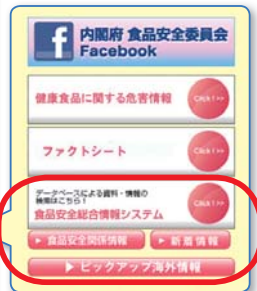 f
内閣府 食品安全委員会
Facebook
健康食品に関する危害情報
Click!>>
ファクトシート
Click!>>
データベースによる資料・情報の
検索はこちら!
食品安全総合情報システム
Click!>>
▶ 食品安全関係情報
▶ 新着情報
▶ ピックアップ海外情報